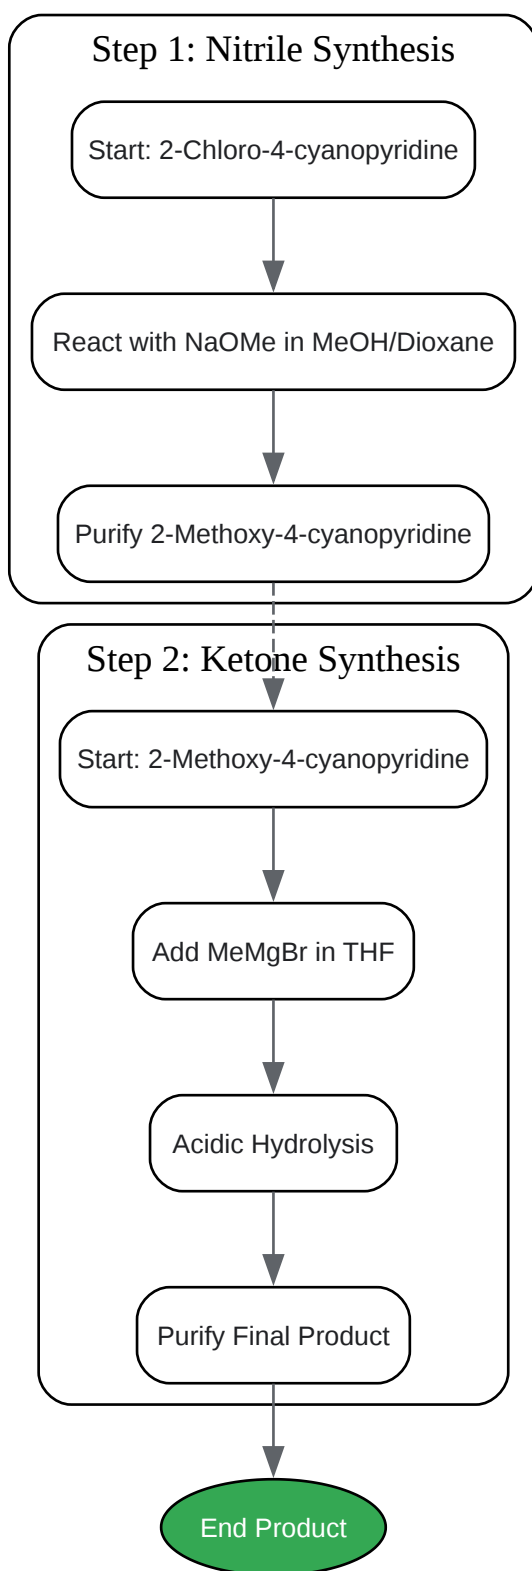 Step 1: Nitrile Synthesis
Start: 2-Chloro-4-cyanopyridine
React with NaOMe in MeOH/Dioxane
Purify 2-Methoxy-4-cyanopyridine
Step 2: Ketone Synthesis
Start: 2-Methoxy-4-cyanopyridine
Add MeMgBr in THF
Acidic Hydrolysis
Purify Final Product
End Product